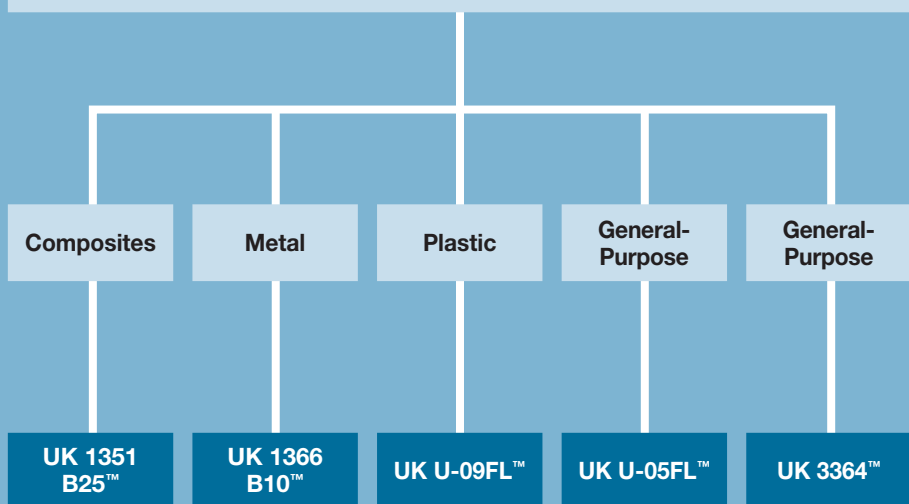 Composites
Metal
Plastic
General-
Purpose
General-
Purpose
UK 1351
B25™
UK 1366
B10™
UK U-09FL™
UK U-05FL™
UK 3364™